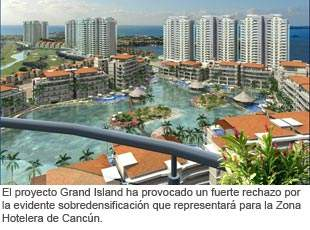 El proyecto Grand Island ha provocado un fuerte rechazo por
la evidente sobredensificación que representará para la Zona
Hotelera de Cancún.